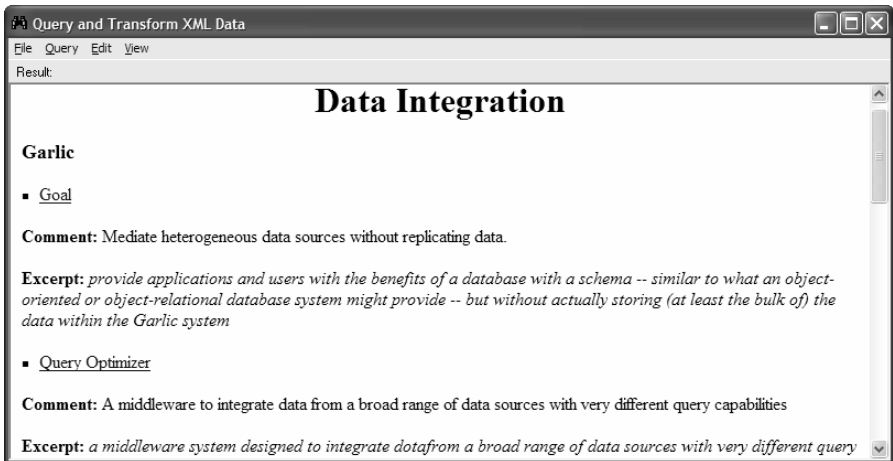 Query and Transform XML Data
File Query Edit View
Result:
Data Integration
Garlic
▪ Goal
Comment: Mediate heterogeneous data sources without replicating data.
Excerpt: provide applications and users with the benefits of a database with a schema -- similar to what an object-
oriented or object-relational database system might provide -- but without actually storing (at least the bulk of) the
data within the Garlic system
▪ Query Optimizer
Comment: A middleware to integrate data from a broad range of data sources with very different query capabilities
Excerpt: a middleware system designed to integrate dotafrom a broad range of data sources with very different query